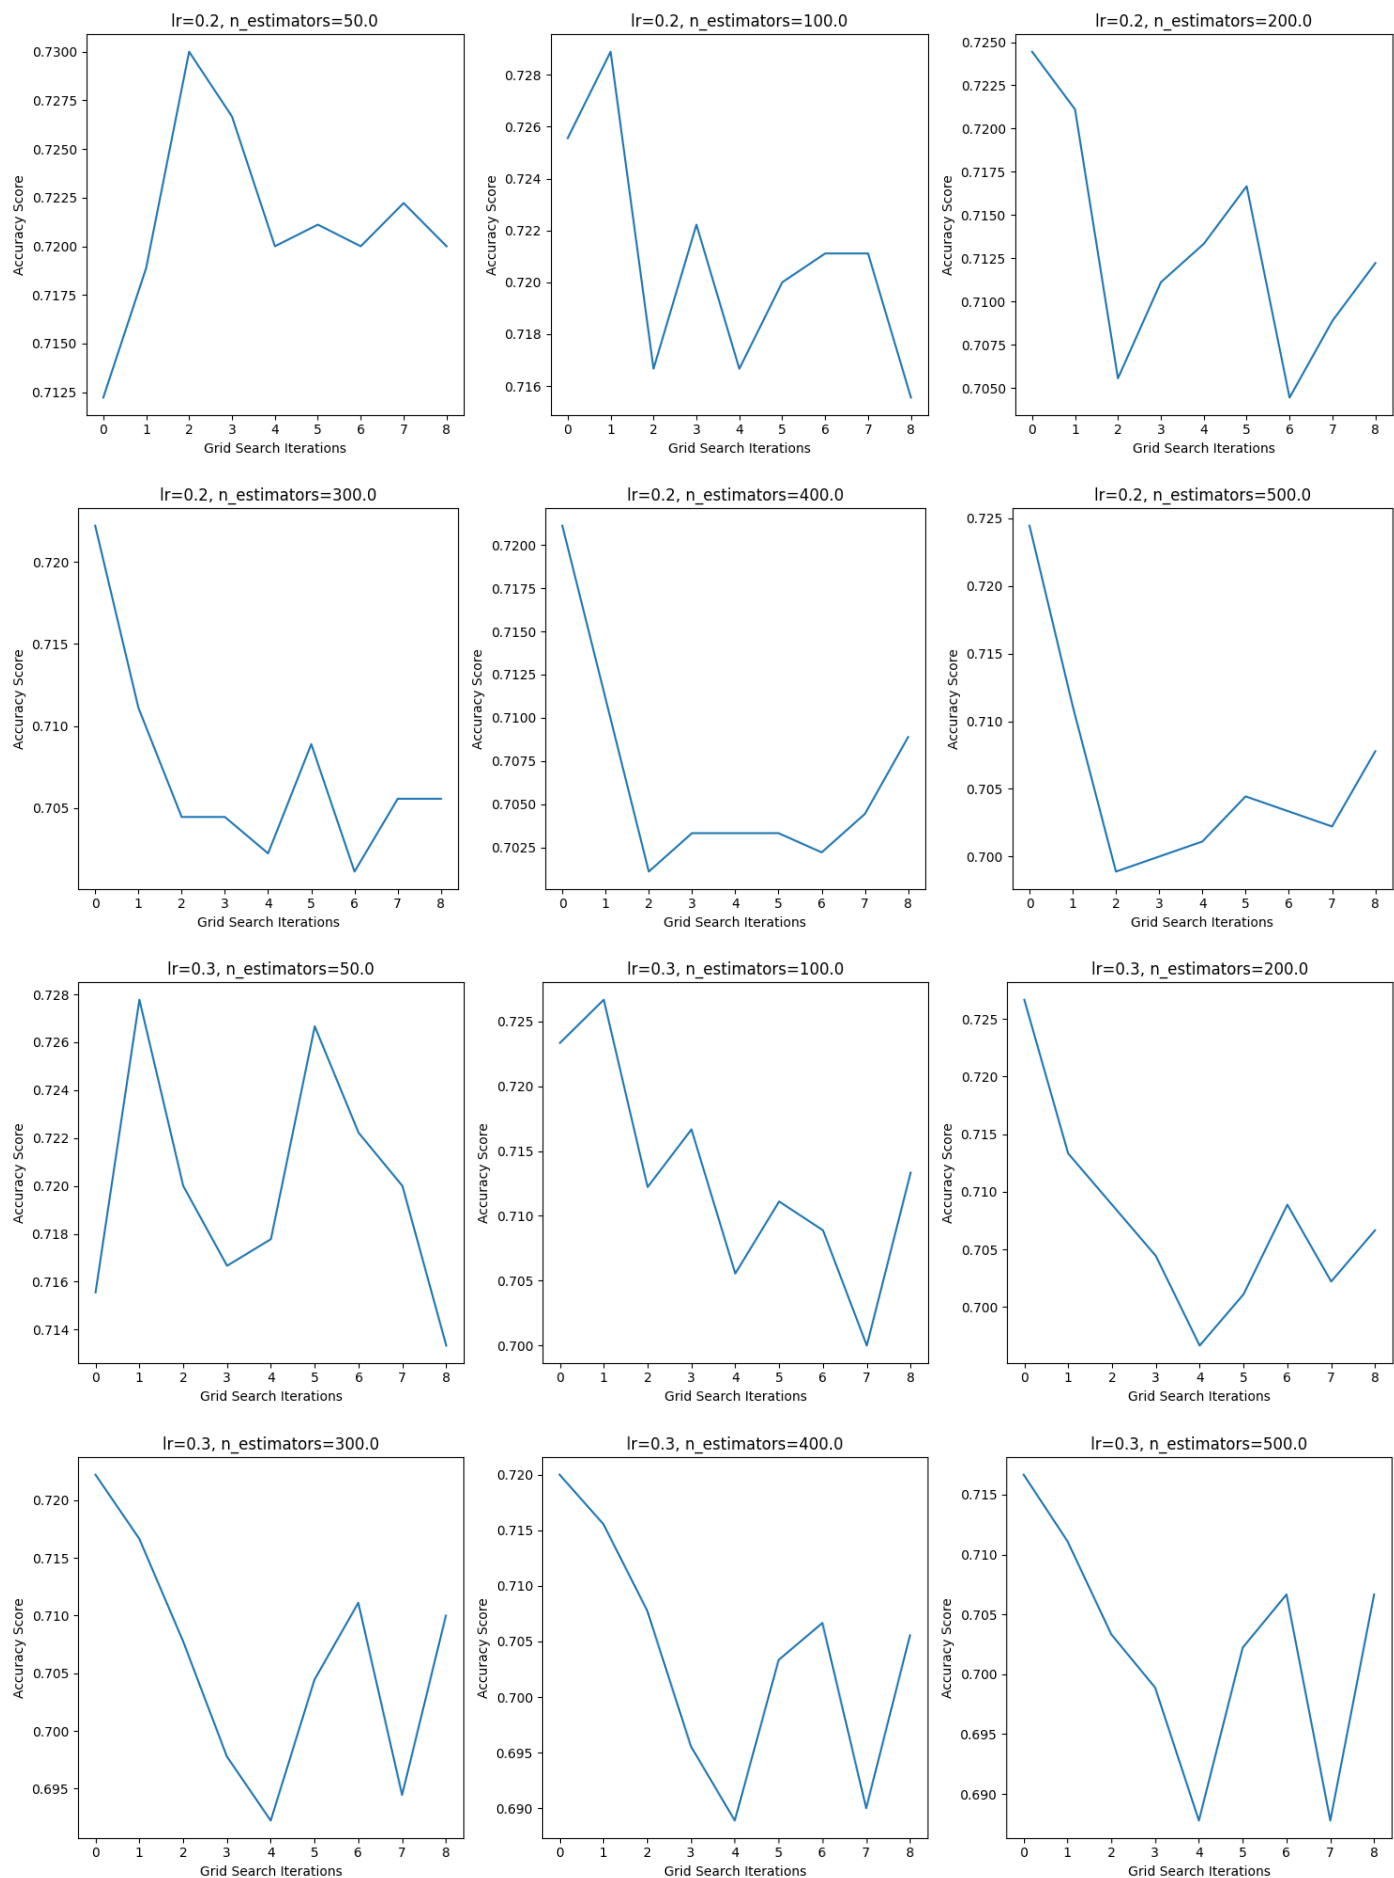 lr=0.2, n_estimators=50.0
0.7300
0.7275
0.7250
0.7225
0.7200
0.7175
0.7150
0.7125
Accuracy Score
0 1 2 3 4 5 6 7 8
Grid Search Iterations
lr=0.2, n_estimators=100.0
0.728
0.726
0.724
0.722
0.720
0.718
0.716
Accuracy Score
0 1 2 3 4 5 6 7 8
Grid Search Iterations
lr=0.2, n_estimators=200.0
0.7250
0.7225
0.7200
0.7175
0.7150
0.7125
0.7100
0.7075
0.7050
Accuracy Score
0 1 2 3 4 5 6 7 8
Grid Search Iterations
lr=0.2, n_estimators=300.0
0.720
0.715
0.710
0.705
Accuracy Score
0 1 2 3 4 5 6 7 8
Grid Search Iterations
lr=0.2, n_estimators=400.0
0.7200
0.7175
0.7150
0.7125
0.7100
0.7075
0.7050
0.7025
Accuracy Score
0 1 2 3 4 5 6 7 8
Grid Search Iterations
lr=0.2, n_estimators=500.0
0.725
0.720
0.715
0.710
0.705
0.700
Accuracy Score
0 1 2 3 4 5 6 7 8
Grid Search Iterations
lr=0.3, n_estimators=50.0
0.728
0.726
0.724
0.722
0.720
0.718
0.716
0.714
Accuracy Score
0 1 2 3 4 5 6 7 8
Grid Search Iterations
lr=0.3, n_estimators=100.0
0.725
0.720
0.715
0.710
0.705
0.700
Accuracy Score
0 1 2 3 4 5 6 7 8
Grid Search Iterations
lr=0.3, n_estimators=200.0
0.725
0.720
0.715
0.710
0.705
0.700
Accuracy Score
0 1 2 3 4 5 6 7 8
Grid Search Iterations
lr=0.3, n_estimators=300.0
0.720
0.715
0.710
0.705
0.700
0.695
Accuracy Score
0 1 2 3 4 5 6 7 8
Grid Search Iterations
lr=0.3, n_estimators=400.0
0.720
0.715
0.710
0.705
0.700
0.695
0.690
Accuracy Score
0 1 2 3 4 5 6 7 8
Grid Search Iterations
lr=0.3, n_estimators=500.0
0.715
0.710
0.705
0.700
0.695
0.690
Accuracy Score
0 1 2 3 4 5 6 7 8
Grid Search Iterations